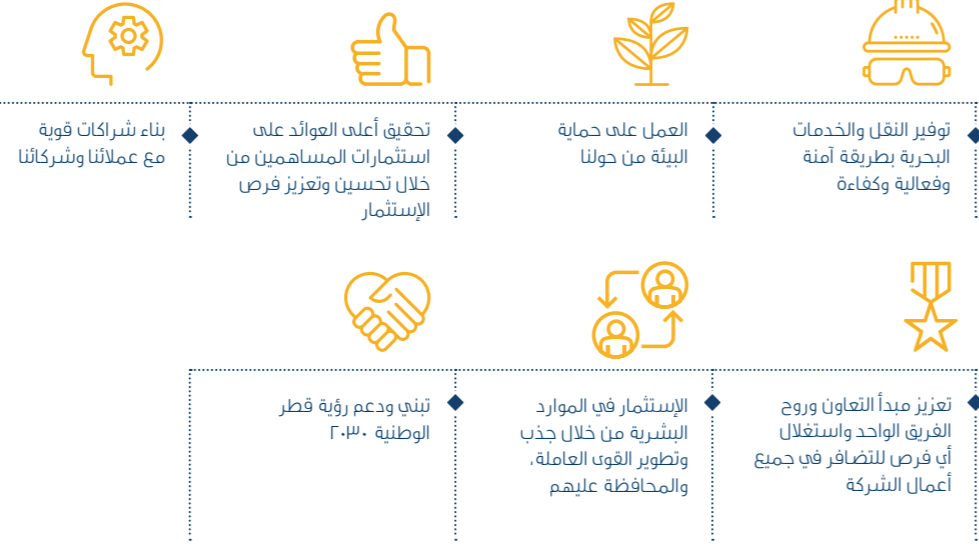 توفير النقل والخدمات
البحرية بطريقة آمنة
وفعالية وكفاءة
العمل على حماية
البيئة من حولنا
تحقيق أعلى العوائد على
استثمارات المساهمين من
خلال تحسين وتعزيز فرص
الإستثمار
بناء شراكات قوية
مع عملائنا وشركائنا
تعزيز مبدأ التعاون وروح
الفريق الواحد واستغلال
أي فرص للتضافر في جميع
أعمال الشركة
الإستثمار في الموارد
البشرية من خلال جذب
وتطوير القوى العاملة،
والمحافظة عليهم
تبني ودعم رؤية قطر
الوطنية ٢٠٣٠